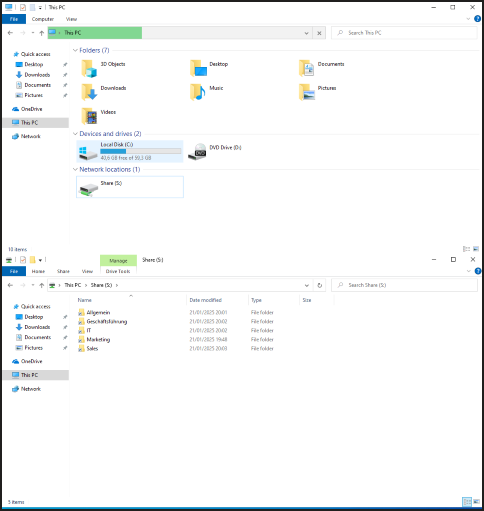 This PC
File Computer View
This PC
Search This PC
Quick access
Desktop
Downloads
Documents
Pictures
OneDrive
This PC
Network
Folders (7)
3D Objects
Desktop
Documents
Downloads
Music
Pictures
Videos
Devices and drives (2)
Local Disk (C:)
40,6 GB free of 59,3 GB
DVD Drive (D:)
Network locations (1)
Share (S:)
10 items
Manage
Share (S:)
File Home Share View Drive Tools
This PC Share (S:)
Search Share (S:)
Quick access
Desktop
Downloads
Documents
Pictures
OneDrive
This PC
Network
Name Date modified Type Size
Allgemein 21/01/2025 20:01 File folder
Geschäftsführung 21/01/2025 20:02 File folder
IT 21/01/2025 20:02 File folder
Marketing 21/01/2025 19:48 File folder
Sales 21/01/2025 20:03 File folder
5 items